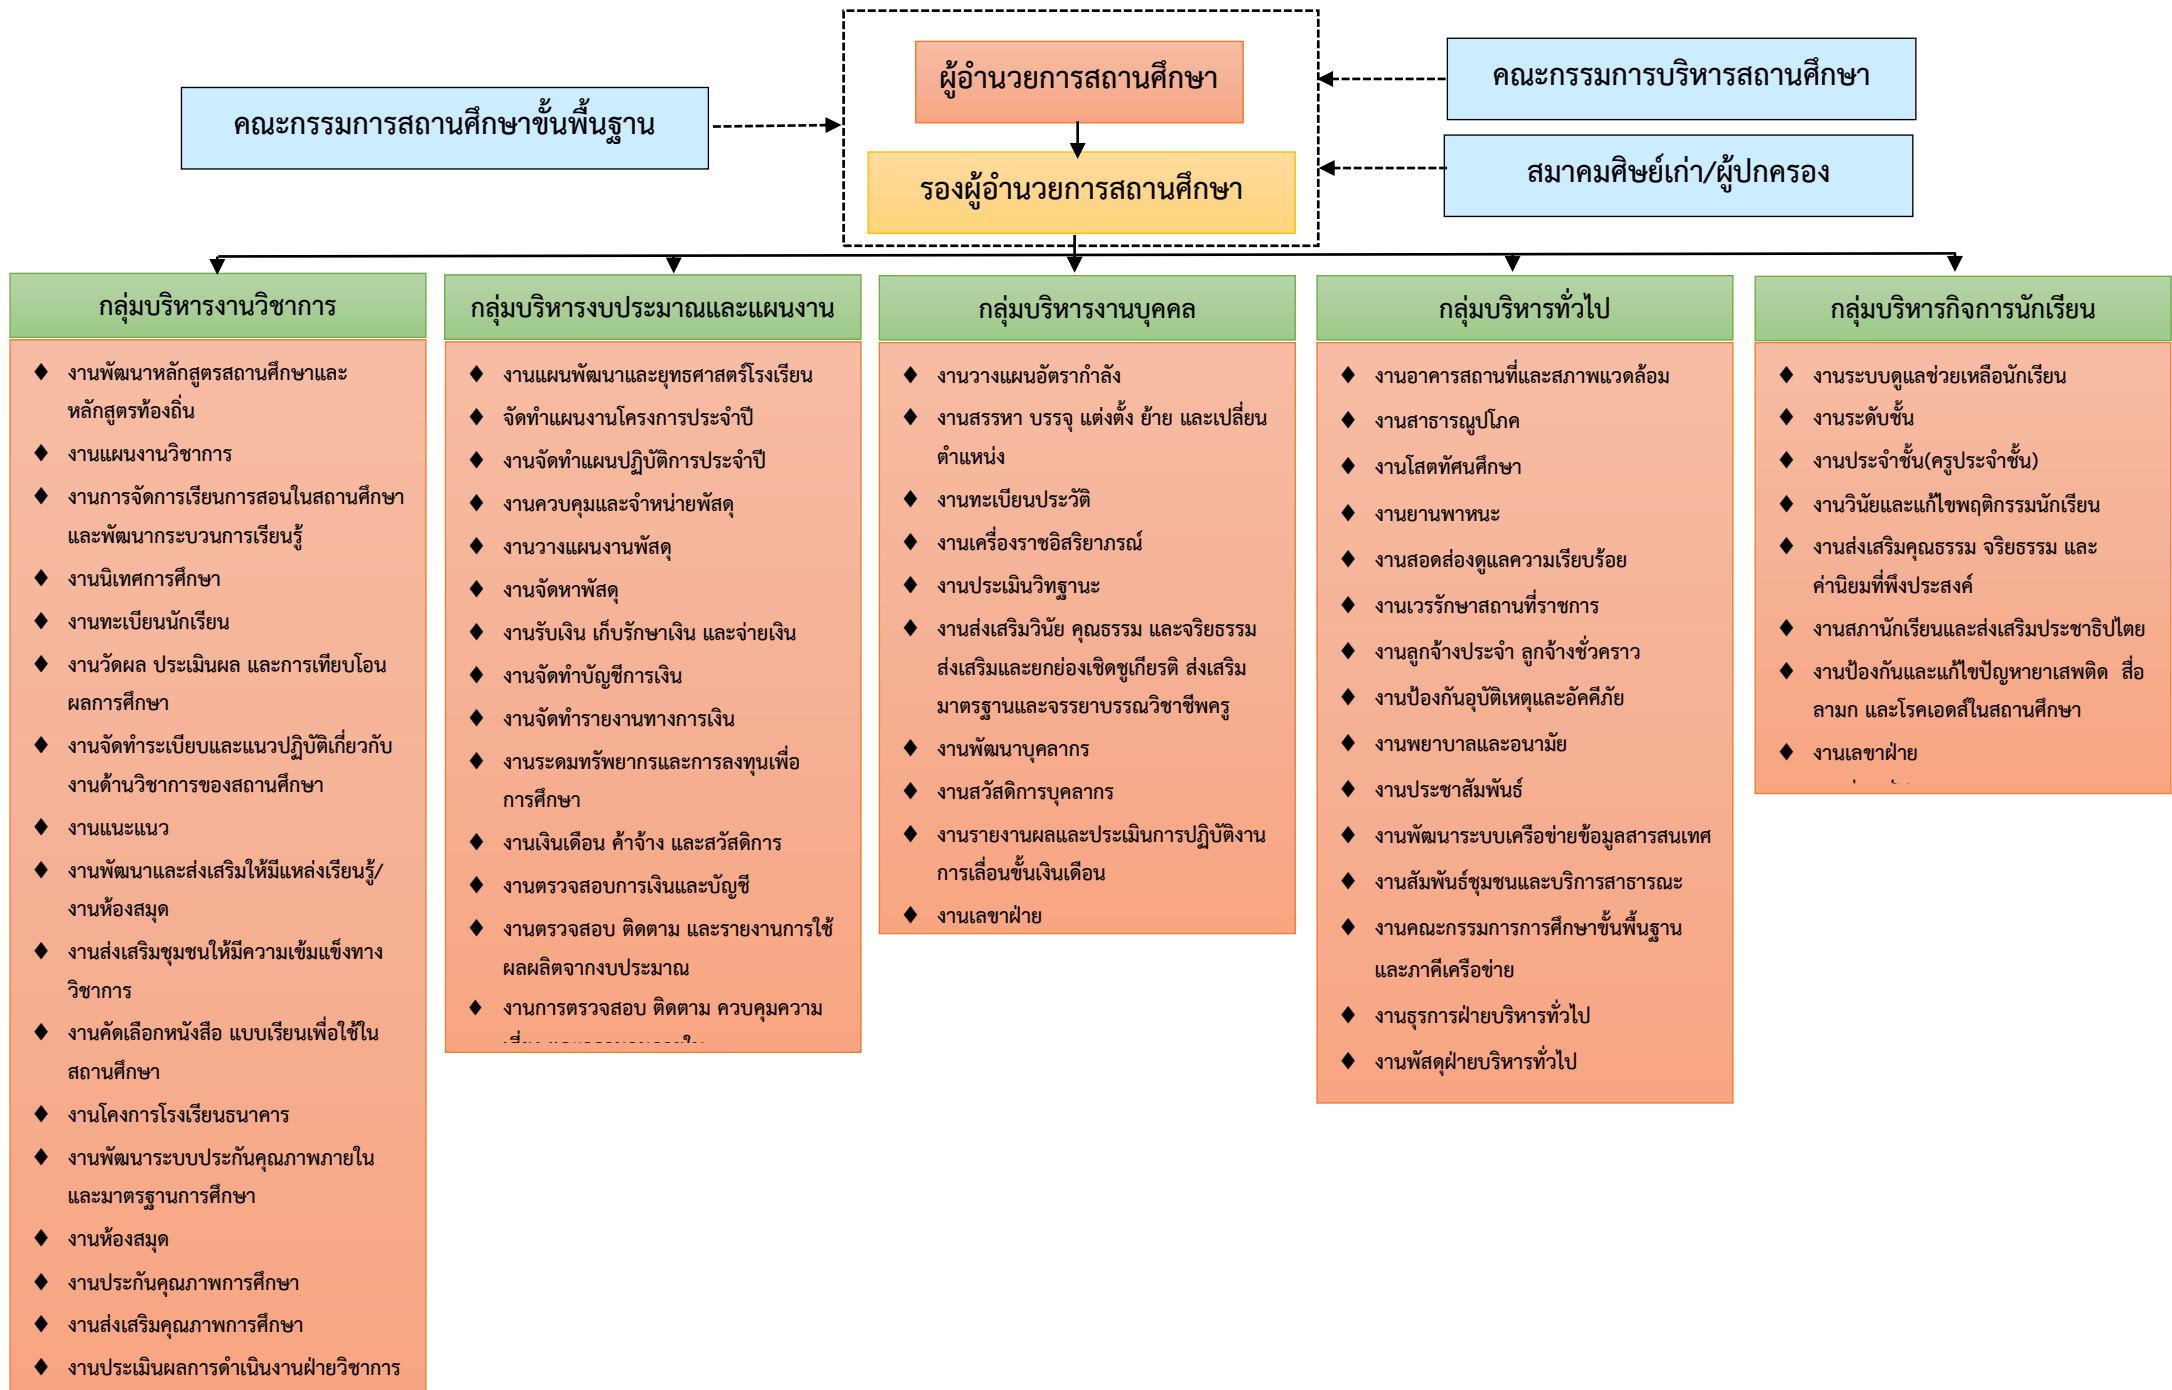 ผู้อำนวยการสถานศึกษา
คณะกรรมการบริหารสถานศึกษา
คณะกรรมการสถานศึกษาขั้นพื้นฐาน
สมาคมศิษย์เก่า/ผู้ปกครอง
รองผู้อำนวยการสถานศึกษา
กลุ่มบริหารงานวิชาการ
งานพัฒนาหลักสูตรสถานศึกษาและ
หลักสูตรท้องถิ่น
งานแผนงานวิชาการ
งานการจัดการเรียนการสอนในสถานศึกษา
และพัฒนากระบวนการเรียนรู้
งานนิเทศการศึกษา
งานทะเบียนนักเรียน
งานวัดผล ประเมินผล และการเทียบโอน
ผลการศึกษา
งานจัดทำระเบียบและแนวปฏิบัติเกี่ยวกับ
งานด้านวิชาการของสถานศึกษา
งานแนะแนว
งานพัฒนาและส่งเสริมให้มีแหล่งเรียนรู้/
งานห้องสมุด
งานส่งเสริมชุมชนให้มีความเข้มแข็งทาง
วิชาการ
งานคัดเลือกหนังสือ แบบเรียนเพื่อใช้ใน
สถานศึกษา
งานโคงการโรงเรียนธนาคาร
งานพัฒนาระบบประกันคุณภาพภายใน
และมาตรฐานการศึกษา
งานห้องสมุด
งานประกันคุณภาพการศึกษา
งานส่งเสริมคุณภาพการศึกษา
งานประเมินผลการดำเนินงานฝ่ายวิชาการ
กลุ่มบริหารงบประมาณและแผนงาน
งานแผนพัฒนาและยุทธศาสตร์โรงเรียน
จัดทำแผนงานโครงการประจำปี
งานจัดทำแผนปฏิบัติการประจำปี
งานควบคุมและจำหน่ายพัสดุ
งานวางแผนงานพัสดุ
งานจัดหาพัสดุ
งานรับเงิน เก็บรักษาเงิน และจ่ายเงิน
งานจัดทำบัญชีการเงิน
งานจัดทำรายงานทางการเงิน
งานระดมทรัพยากรและการลงทุนเพื่อ
การศึกษา
งานเงินเดือน ค้าจ้าง และสวัสดิการ
งานตรวจสอบการเงินและบัญชี
งานตรวจสอบ ติดตาม และรายงานการใช้
ผลผลิตจากงบประมาณ
งานการตรวจสอบ ติดตาม ควบคุมความ
กลุ่มบริหารงานบุคคล
งานวางแผนอัตรากำลัง
งานสรรหา บรรจุ แต่งตั้ง ย้าย และเปลี่ยน
ตำแหน่ง
งานทะเบียนประวัติ
งานเครื่องราชอิสริยาภรณ์
งานประเมินวิทฐานะ
งานส่งเสริมวินัย คุณธรรม และจริยธรรม
ส่งเสริมและยกย่องเชิดชูเกียรติ ส่งเสริม
มาตรฐานและจรรยาบรรณวิชาชีพครู
งานพัฒนาบุคลากร
งานสวัสดิการบุคลากร
งานรายงานผลและประเมินการปฏิบัติงาน
การเลื่อนขั้นเงินเดือน
งานเลขาฝ่าย
กลุ่มบริหารทั่วไป
งานอาคารสถานที่และสภาพแวดล้อม
งานสาธารณูปโภค
งานโสตทัศนศึกษา
งานยานพาหนะ
งานสอดส่องดูแลความเรียบร้อย
งานเวรรักษาสถานที่ราชการ
งานลูกจ้างประจำ ลูกจ้างชั่วคราว
งานป้องกันอุบัติเหตุและอัคคีภัย
งานพยาบาลและอนามัย
งานประชาสัมพันธ์
งานพัฒนาระบบเครือข่ายข้อมูลสารสนเทศ
งานสัมพันธ์ชุมชนและบริการสาธารณะ
งานคณะกรรมการการศึกษาขั้นพื้นฐาน
และภาคีเครือข่าย
งานธุรการฝ่ายบริหารทั่วไป
งานพัสดุฝ่ายบริหารทั่วไป
กลุ่มบริหารกิจการนักเรียน
งานระบบดูแลช่วยเหลือนักเรียน
งานระดับชั้น
งานประจำชั้น(ครูประจำชั้น)
งานวินัยและแก้ไขพฤติกรรมนักเรียน
งานส่งเสริมคุณธรรม จริยธรรม และ
ค่านิยมที่พึงประสงค์
งานสภานักเรียนและส่งเสริมประชาธิปไตย
งานป้องกันและแก้ไขปัญหายาเสพติด สื่อ
ลามก และโรคเอดส์ในสถานศึกษา
งานเลขาฝ่าย